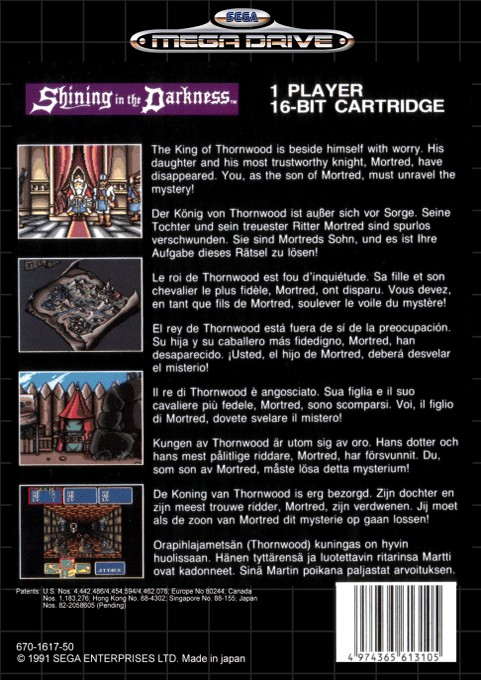 SEGA
MEGA DRIVE
Shining in the Darkness™
1 PLAYER
16-BIT CARTRIDGE
The King of Thornwood is beside himself with worry. His
daughter and his most trustworthy knight, Mortred, have
disappeared. You, as the son of Mortred, must unravel the
mystery!
Der König von Thornwood ist außer sich vor Sorge. Seine
Tochter und sein treuester Ritter Mortred sind spurlos
verschwunden. Sie sind Mortreds Sohn, und es ist Ihre
Aufgabe dieses Rätsel zu lösen!
Le roi de Thornwood est fou d'inquiétude. Sa fille et son
chevalier le plus fidèle, Mortred, ont disparu. Vous devez,
en tant que fils de Mortred, soulever le voile du mystère!
El rey de Thornwood está fuera de sí de la preocupación.
Su hija y su caballero más fidedigno, Mortred, han
desaparecido. ¡Usted, el hijo de Mortred, deberá desvelar
el misterio!
Il re di Thornwood è angosciato. Sua figlia e il suo
cavaliere più fedele, Mortred, sono scomparsi. Voi, il figlio
di Mortred, dovete svelare il mistero!
Kungen av Thornwood är utom sig av oro. Hans dotter och
hans mest pålitlige riddare, Mortred, har försvunnit. Du,
som son av Mortred, måste lösa detta mysterium!
De Koning van Thornwood is erg bezorgd. Zijn dochter en
zijn meest trouwe ridder, Mortred, zijn verdwenen. Jij moet
als de zoon van Mortred dit mysterie op gaan lossen!
Orapihlajametsän (Thornwood) kuningas on hyvin
huolissaan. Hänen tyttärensä ja luotettavin ritarinsa Martti
ovat kadonneet. Sinä Martin poikana paljastat arvoituksen.
ATTACK
Patents: U.S. Nos. 4,442,486/4,454,594/4,462,076; Europe No 80244; Canada
Nos. 1,183,276; Hong Kong No. 88-4302; Singapore No. 88-155; Japan
Nos. 82-2058605 (Pending)
670-1617-50
© 1991 SEGA ENTERPRISES LTD. Made in japan
4 974365 613105